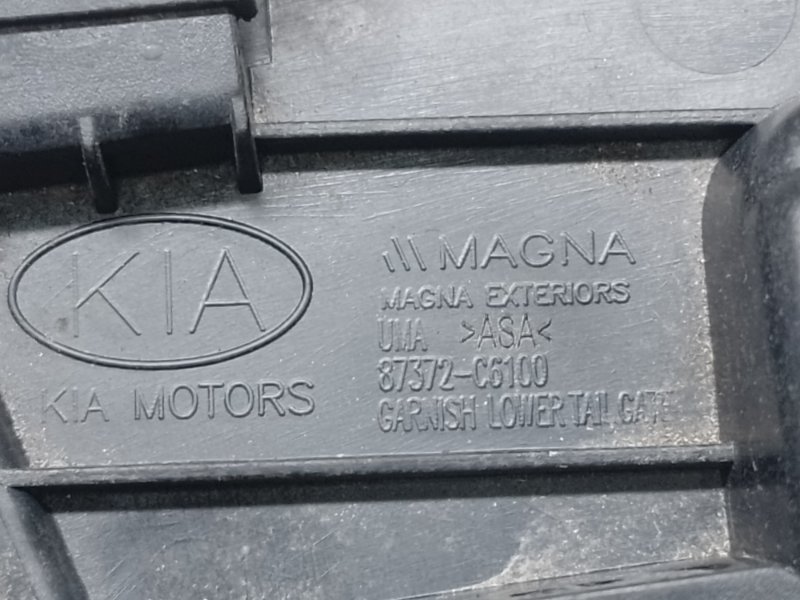 KIA
KIA MOTORS
MAGNA
MAGNA EXTERIORS
UMA >ASA<
87372-C6100
GARNISH LOWER TAIL GATE